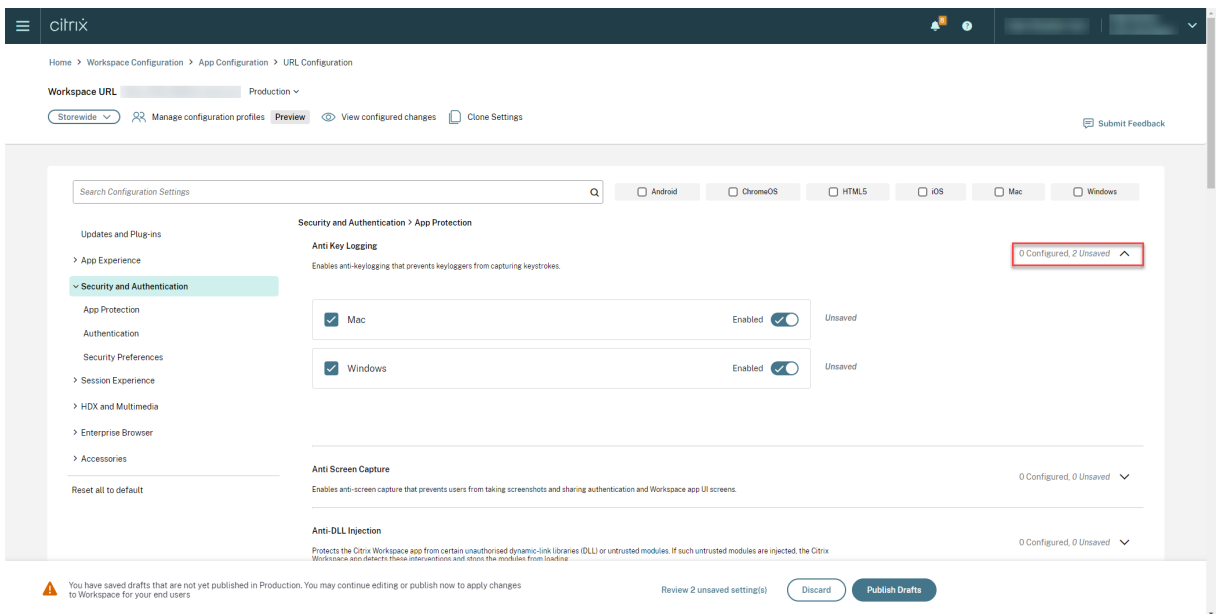 citrix
6
?
Home > Workspace Configuration > App Configuration > URL Configuration
Workspace URL
Production
Storewide
Manage configuration profiles
Preview
View configured changes
Clone Settings
Submit Feedback
Search Configuration Settings
Android
ChromeOS
HTML5
iOS
Mac
Windows
Updates and Plug-ins
App Experience
Security and Authentication
App Protection
Authentication
Security Preferences
Session Experience
HDX and Multimedia
Enterprise Browser
Accessories
Reset all to default
Security and Authentication > App Protection
Anti Key Logging
Enables anti-keylogging that prevents keyloggers from capturing keystrokes.
0 Configured, 2 Unsaved
Mac
Enabled
Unsaved
Windows
Enabled
Unsaved
Anti Screen Capture
Enables anti-screen capture that prevents users from taking screenshots and sharing authentication and Workspace app UI screens.
0 Configured, 0 Unsaved
Anti-DLL Injection
Protects the Citrix Workspace app from certain unauthorised dynamic-link libraries (DLL) or untrusted modules. If such untrusted modules are injected, the Citrix
Workspace app detects these interventions and stops the modules from loading.
0 Configured, 0 Unsaved
You have saved drafts that are not yet published in Production. You may continue editing or publish now to apply changes
to Workspace for your end users
Review 2 unsaved setting(s)
Discard
Publish Drafts